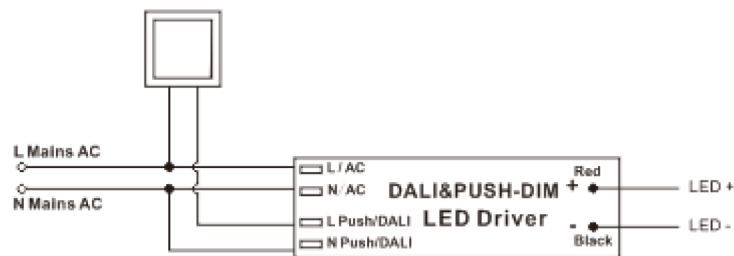 L Mains AC
N Mains AC
L / AC
N/AC
L Push/DALI
N Push/DALI
DALI&PUSH-DIM
LED Driver
Red
+
-
Black
LED +
LED -